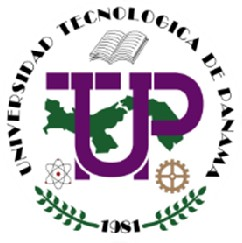 UNIVERSIDAD TECNOLOGICA DE PANAMA
UTP
1981